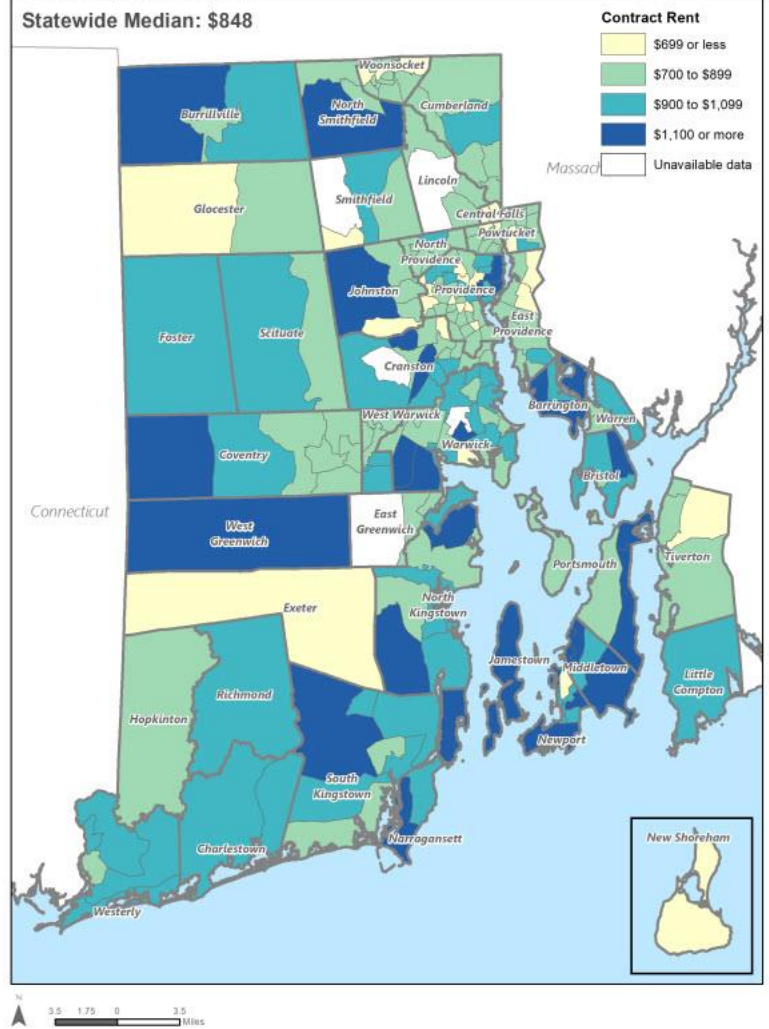 Statewide Median: $848
Contract Rent
$699 or less
$700 to $899
$900 to $1,099
$1,100 or more
Unavailable data
Massach
Connecticut
Woonsocket
Burrillville
North
Smithfield
Cumberland
Glocester
Smithfield
Lincoln
Central Falls
Pawtucket
North
Providence
Johnston
Providence
East
Providence
Foster
Scituate
Cranston
Barrington
Warren
West Warwick
Warwick
Coventry
Bristol
West
Greenwich
East
Greenwich
Portsmouth
Tiverton
Exeter
North
Kingstown
Jamestown
Middletown
Little
Compton
Hopkinton
Richmond
Newport
South
Kingstown
Narragansett
Charlestown
Westerly
New Shoreham
N
3.5 1.75 0 3.5
Miles